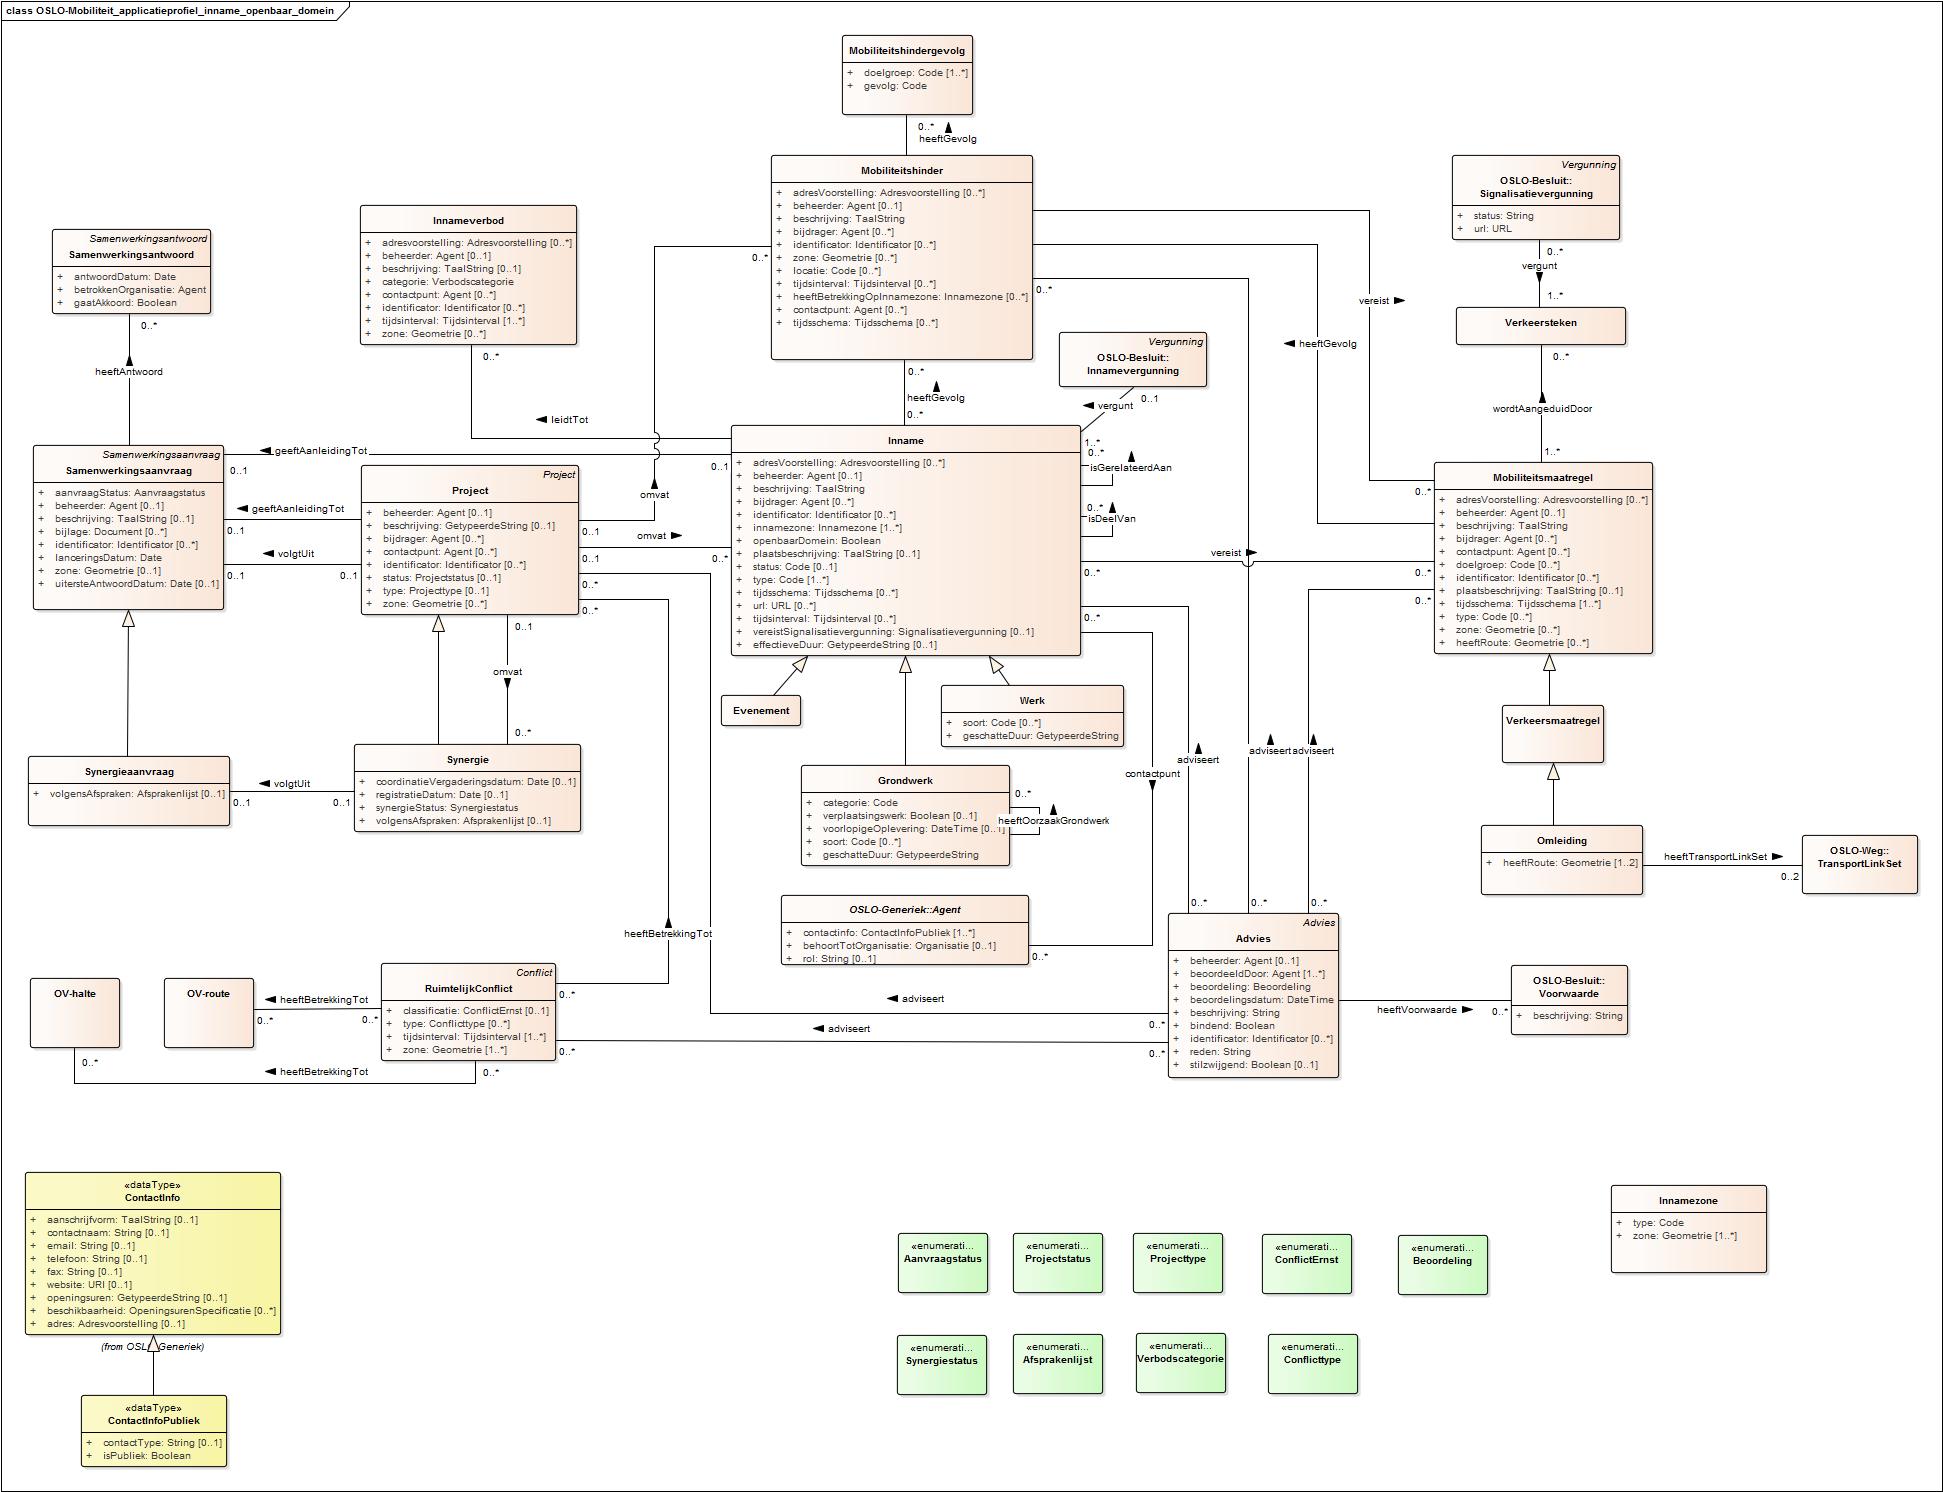 class OSLO-Mobiliteit_applicatieprofiel_inname_openbaar_domein
Mobiliteitshindergevolg
+ doelgroep: Code [1..*]
+ gevolg: Code
0..*
heeftGevolg
Mobiliteitshinder
+ adresVoorstelling: Adresvoorstelling [0..*]
+ beheerder: Agent [0..1]
+ beschrijving: TaalString
+ bijdrager: Agent [0..*]
+ identificator: Identificator [0..*]
+ zone: Geometrie [0..*]
+ locatie: Code [0..*]
+ tijdsinterval: Tijdsinterval [0..*]
+ heeftBetrekkingOpInnamezone: Innamezone [0..*]
+ contactpunt: Agent [0..*]
+ tijdsschema: Tijdsschema [0..*]
0..*
0..*
0..*
heeftGevolg
0..*
Vergunning
OSLO-Besluit::
Signalisatievergunning
+ status: String
+ url: URL
0..*
vergunt
1..*
Verkeersteken
0..*
wordtAangeduidDoor
1..*
Innameverbod
+ adresvoorstelling: Adresvoorstelling [0..*]
+ beheerder: Agent [0..1]
+ beschrijving: TaalString [0..1]
+ categorie: Verbodscategorie
+ contactpunt: Agent [0..*]
+ identificator: Identificator [0..*]
+ tijdsinterval: Tijdsinterval [1..*]
+ zone: Geometrie [0..*]
0..*
leidtTot
Samenwerkingsantwoord
Samenwerkingsantwoord
+ antwoordDatum: Date
+ betrokkenOrganisatie: Agent
+ gaatAkkoord: Boolean
0..*
heeftAntwoord
Vergunning
OSLO-Besluit::
Innamevergunning
0..1
vergunt
1..*
vereist
heeftGevolg
Samenwerkingsaanvraag
Samenwerkingsaanvraag
+ aanvraagStatus: Aanvraagstatus
+ beheerder: Agent [0..1]
+ beschrijving: TaalString [0..1]
+ bijlage: Document [0..*]
+ identificator: Identificator [0..*]
+ lanceringsDatum: Date
+ zone: Geometrie [0..1]
+ uitersteAntwoordDatum: Date [0..1]
geeftAanleidingTot
0..1
0..1
geeftAanleidingTot
0..1
volgtUit
0..1
0..1
Project
Project
+ beheerder: Agent [0..1]
+ beschrijving: GetypeerdeString [0..1]
+ bijdrager: Agent [0..*]
+ contactpunt: Agent [0..*]
+ identificator: Identificator [0..*]
+ status: Projectstatus [0..1]
+ type: Projecttype [0..1]
+ zone: Geometrie [0..*]
omvat
0..1
omvat
0..1
0..*
0..*
0..*
0..1
omvat
0..*
Inname
+ adresVoorstelling: Adresvoorstelling [0..*]
+ beheerder: Agent [0..1]
+ beschrijving: TaalString
+ bijdrager: Agent [0..*]
+ identificator: Identificator [0..*]
+ innamezone: Innamezone [1..*]
+ openbaarDomein: Boolean
+ plaatsbeschrijving: TaalString [0..1]
+ status: Code [0..1]
+ type: Code [1..*]
+ tijdsschema: Tijdsschema [0..*]
+ url: URL [0..*]
+ tijdsinterval: Tijdsinterval [0..*]
+ vereistSignalisatievergunning: Signalisatievergunning [0..1]
+ effectieveDuur: GetypeerdeString [0..1]
0..*
isGerelateerdAan
0..*
isDeelVan
vereist
0..*
0..*
0..*
0..*
0..*
Mobiliteitsmaatregel
+ adresVoorstelling: Adresvoorstelling [0..*]
+ beheerder: Agent [0..1]
+ beschrijving: TaalString
+ bijdrager: Agent [0..*]
+ contactpunt: Agent [0..*]
+ doelgroep: Code [0..*]
+ identificator: Identificator [0..*]
+ plaatsbeschrijving: TaalString [0..1]
+ tijdsschema: Tijdsschema [1..*]
+ type: Code [0..*]
+ zone: Geometrie [0..*]
+ heeftRoute: Geometrie [0..*]
Evenement
Werk
+ soort: Code [0..*]
+ geschatteDuur: GetypeerdeString
Verkeersmaatregel
Synergieaanvraag
+ volgensAfspraken: Afsprakenlijst [0..1]
volgtUit
0..1
0..1
Synergie
+ coordinatieVergaderingsdatum: Date [0..1]
+ registratieDatum: Date [0..1]
+ synergieStatus: Synergiestatus
+ volgensAfspraken: Afsprakenlijst [0..1]
Grondwerk
+ categorie: Code
+ verplaatsingswerk: Boolean [0..1]
+ voorlopigeOplevering: DateTime [0..1]
+ soort: Code [0..*]
+ geschatteDuur: GetypeerdeString
0..*
heeftOorzaakGrondwerk
contactpunt
adviseert
adviseert
adviseert
Omleiding
+ heeftRoute: Geometrie [1..2]
heeftTransportLinkSet
0..2
OSLO-Weg::
TransportLinkSet
OSLO-Generiek::Agent
+ contactinfo: ContactInfoPubliek [1..*]
+ behoortTotOrganisatie: Organisatie [0..1]
+ rol: String [0..1]
0..*
0..*
0..*
0..*
Advies
Advies
+ beheerder: Agent [0..1]
+ beoordeeldDoor: Agent [1..*]
+ beoordeling: Beoordeling
+ beoordelingsdatum: DateTime
+ beschrijving: String
+ bindend: Boolean
+ identificator: Identificator [0..*]
+ reden: String
+ stilzwijgend: Boolean [0..1]
heeftVoorwaarde
0..*
OSLO-Besluit::
Voorwaarde
+ beschrijving: String
heeftBetrekkingTot
adviseert
0..*
adviseert
0..*
OV-halte
OV-route
heeftBetrekkingTot
0..*
0..*
Conflict
RuimtelijkConflict
+ classificatie: ConflictErnst [0..1]
+ type: Conflicttype [0..*]
+ tijdsinterval: Tijdsinterval [1..*]
+ zone: Geometrie [1..*]
0..*
0..*
0..*
heeftBetrekkingTot
0..*
«dataType»
ContactInfo
+ aanschrijfvorm: TaalString [0..1]
+ contactnaam: String [0..1]
+ email: String [0..1]
+ telefoon: String [0..1]
+ fax: String [0..1]
+ website: URI [0..1]
+ openingsuren: GetypeerdeString [0..1]
+ beschikbaarheid: OpeningsurenSpecificatie [0..*]
+ adres: Adresvoorstelling [0..1]
(from OSLO-Generiek)
«dataType»
ContactInfoPubliek
+ contactType: String [0..1]
+ isPubliek: Boolean
«enumerati...
Aanvraagstatus
«enumerati...
Projectstatus
«enumerati...
Projecttype
«enumerati...
ConflictErnst
«enumerati...
Beoordeling
«enumerati...
Synergiestatus
«enumerati...
Afsprakenlijst
«enumerati...
Verbodscategorie
«enumerati...
Conflicttype
Innamezone
+ type: Code
+ zone: Geometrie [1..*]